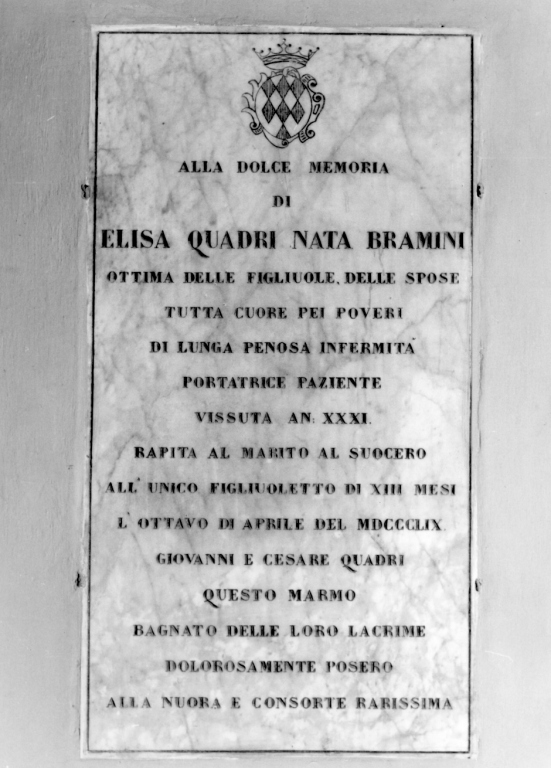 ALLA DOLCE MEMORIA
DI
ELISA QUADRI NATA BRAMINI
OTTIMA DELLE FIGLIUOLE, DELLE SPOSE
TUTTA CUORE PEI POVERI
DI LUNGA PENOSA INFERMITA'
PORTATRICE PAZIENTE
VISSUTA AN: XXXI.
RAPITA AL MARITO AL SUOCERO
ALL' UNICO FIGLIUOLETTO DI XIII MESI
L' OTTAVO DI APRILE DEL MDCCCLIX.
GIOVANNI E CESARE QUADRI
QUESTO MARMO
BAGNATO DELLE LORO LACRIME
DOLOROSAMENTE POSERO
ALLA NUORA E CONSORTE RARISSIMA